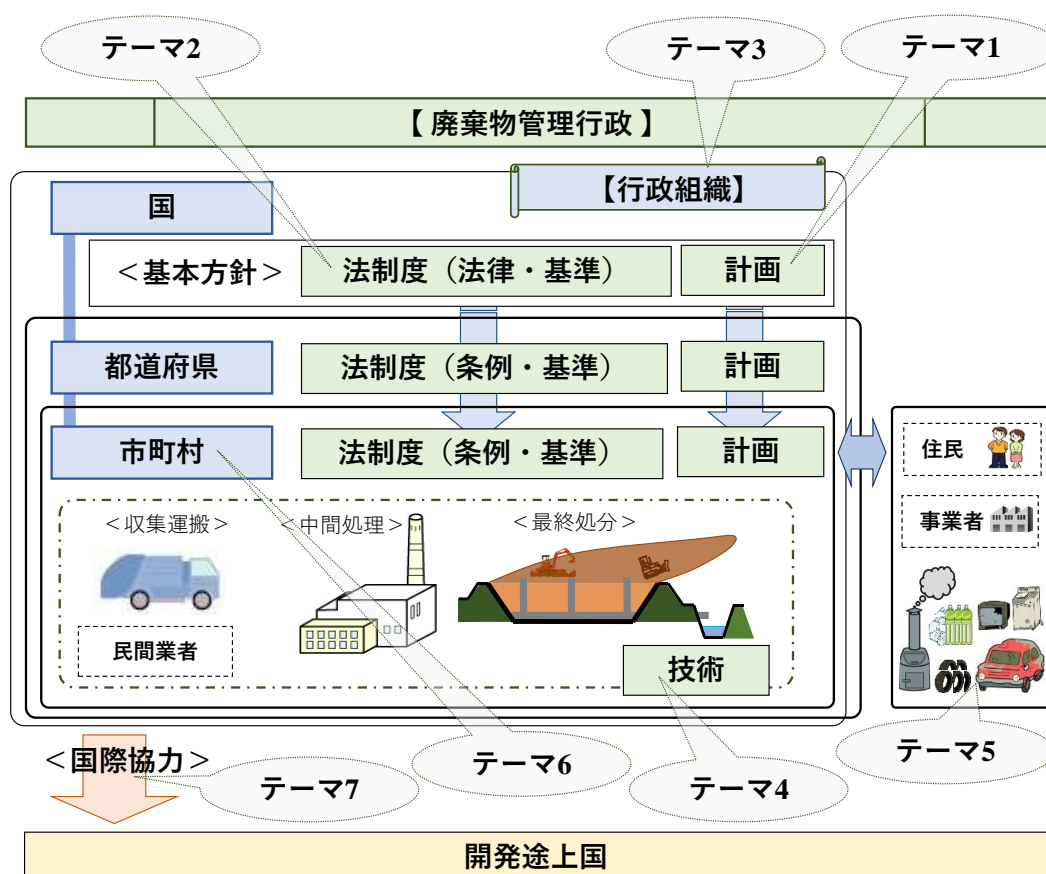 テーマ2
テーマ3
テーマ1
【 廃棄物管理行政 】
【行政組織】
国
＜基本方針＞
法制度（法律・基準）
計画
都道府県
法制度（条例・基準）
計画
市町村
法制度（条例・基準）
計画
住民
事業者
＜収集運搬＞
＜中間処理＞
＜最終処分＞
民間業者
技術
＜国際協力＞
テーマ7
テーマ6
テーマ4
テーマ5
開発途上国